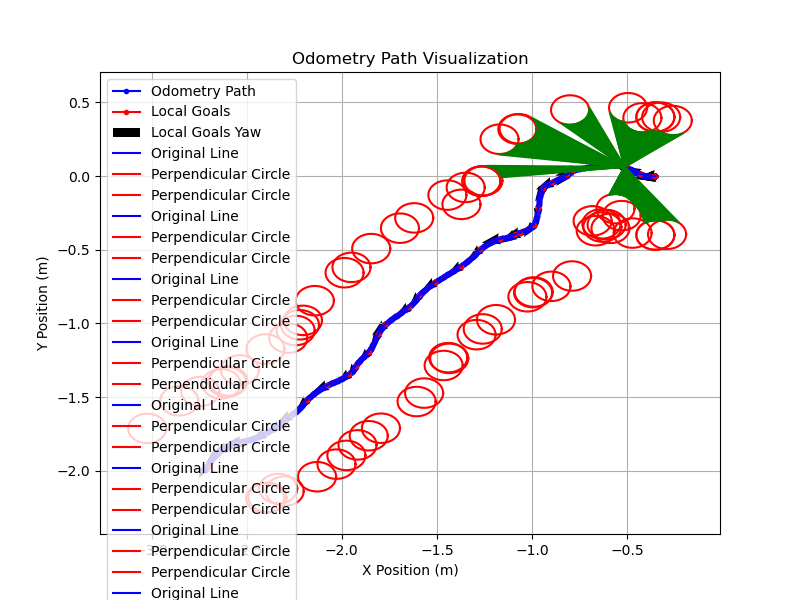 Odometry Path Visualization
Odometry Path
Local Goals
Local Goals Yaw
Original Line
Perpendicular Circle
Perpendicular Circle
Original Line
Perpendicular Circle
Perpendicular Circle
Original Line
Perpendicular Circle
Perpendicular Circle
Original Line
Perpendicular Circle
Perpendicular Circle
Original Line
Perpendicular Circle
Perpendicular Circle
Original Line
Perpendicular Circle
Perpendicular Circle
Original Line
Perpendicular Circle
Perpendicular Circle
Original Line
0.5
0.0
−0.5
−1.0
−1.5
−2.0
Y Position (m)
−2.0
−1.5
−1.0
−0.5
X Position (m)